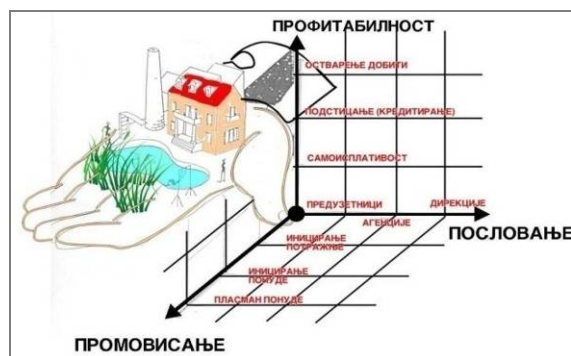 ПРОФИТАБИЛНОСТ
ОСТВАРЕЊЕ ДОБИТИ
ПОДСТИЦАЊЕ (КРЕДИТИРАЊЕ)
САМОИСПЛАТИВОСТ
ПРЕДУЗЕТНИЦИ
ДИРЕКЦИЈЕ
АГЕНЦИЈЕ
ПОСЛОВАЊЕ
ИНИЦИРАЊЕ
ПОТРАЖЊЕ
ИНИЦИРАЊЕ
ПОНУДЕ
ПЛАСМАН ПОНУДЕ
ПРОМОВИСАЊЕ